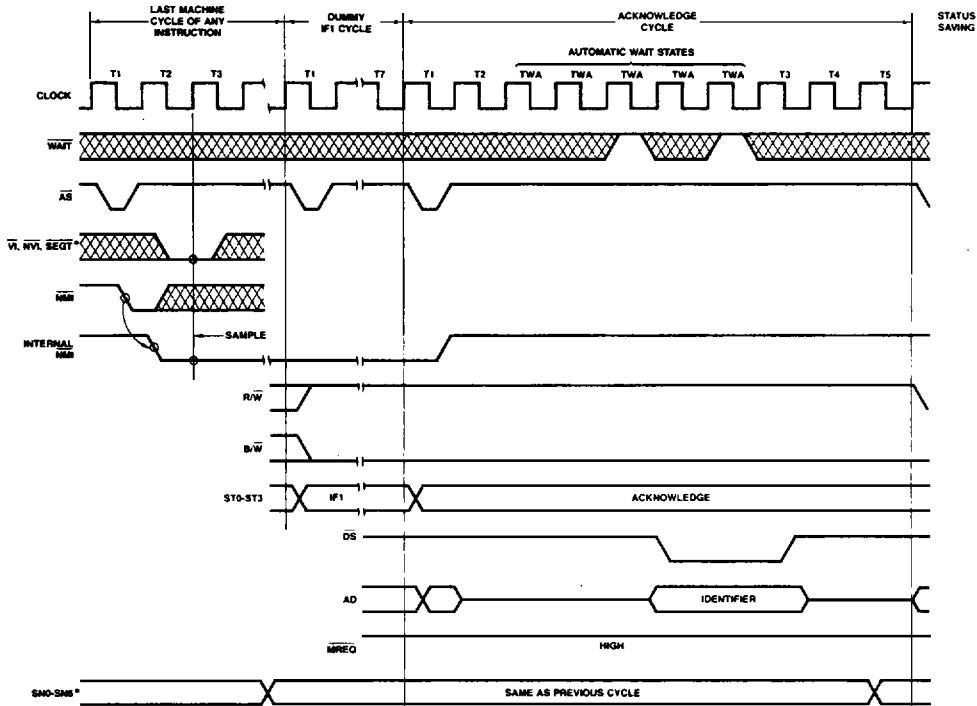 LAST MACHINE
CYCLE OF ANY
INSTRUCTION
DUMMY
IF1 CYCLE
ACKNOWLEDGE
CYCLE
STATUS
SAVING
AUTOMATIC WAIT STATES
T1 T2 T3 T1 T7 T1 T2 TWA TWA TWA TWA TWA T3 T4 T5
CLOCK
WAIT
AS
VI, NVI, SEGT*
NMI
SAMPLE
INTERNAL
NMI
R/W
B/W
ST0-ST3 IF1 ACKNOWLEDGE
DS
AD IDENTIFIER
MREQ HIGH
SN0-SN6* SAME AS PREVIOUS CYCLE